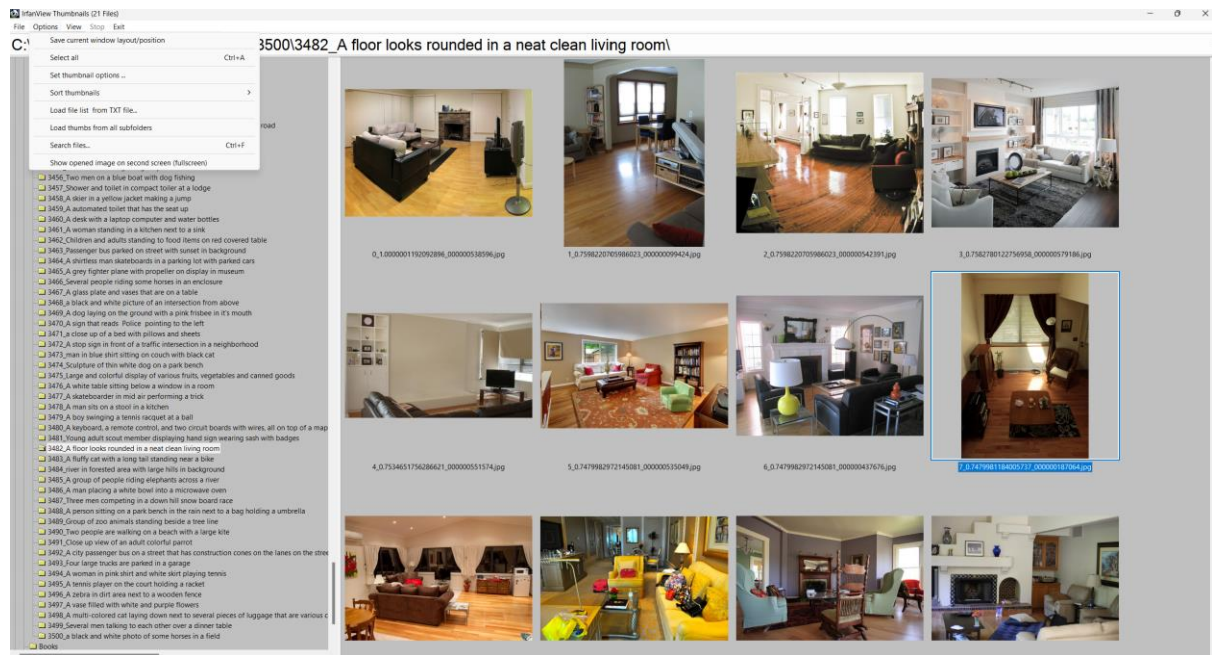 IrfanView Thumbnails (21 Files)
File Options View Stop Exit
C:\ 3500\3482_A floor looks rounded in a neat clean living room\
Save current window layout/position
Select all Ctrl+A
Set thumbnail options ...
Sort thumbnails >
Load file list from TXT file...
Load thumbs from all subfolders
Search files... Ctrl+F
Show opened image on second screen (fullscreen)
road
3456_Two men on a blue boat with dog fishing
3457_Shower and toilet in compact toiler at a lodge
3458_A skier in a yellow jacket making a jump
3459_A automated toilet that has the seat up
3460_A desk with a laptop computer and water bottles
3461_A woman standing in a kitchen next to a sink
3462_Children and adults standing to food items on red covered table
3463_Passenger bus parked on street with sunset in background
3464_A shirtless man skateboards in a parking lot with parked cars
3465_A grey fighter plane with propeller on display in museum
3466_Several people riding some horses in an enclosure
3467_A glass plate and vases that are on a table
3468_a black and white picture of an intersection from above
3469_A dog laying on the ground with a pink frisbee in it's mouth
3470_A sign that reads Police pointing to the left
3471_a close up of a bed with pillows and sheets
3472_A stop sign in front of a traffic intersection in a neighborhood
3473_man in blue shirt sitting on couch with black cat
3474_Sculpture of thin white dog on a park bench
3475_Large and colorful display of various fruits, vegetables and canned goods
3476_A white table sitting below a window in a room
3477_A skateboarder in mid air performing a trick
3478_A man sits on a stool in a kitchen
3479_A boy swinging a tennis racquet at a ball
3480_A keyboard, a remote control, and two circuit boards with wires, all on top of a map
3481_Young adult scout member displaying hand sign wearing sash with badges
3482_A floor looks rounded in a neat clean living room
3483_A fluffy cat with a long tail standing near a bike
3484_river in forested area with large hills in background
3485_A group of people riding elephants across a river
3486_A man placing a white bowl into a microwave oven
3487_Three men competing in a down hill snow board race
3488_A person sitting on a park bench in the rain next to a bag holding a umbrella
3489_Group of zoo animals standing beside a tree line
3490_Two people are walking on a beach with a large kite
3491_Close up view of an adult colorful parrot
3492_A city passenger bus on a street that has construction cones on the lanes on the stree
3493_Four large trucks are parked in a garage
3494_A woman in pink shirt and white skirt playing tennis
3495_A tennis player on the court holding a racket
3496_A zebra in dirt area next to a wooden fence
3497_A vase filled with white and purple flowers
3498_A multi-colored cat laying down next to several pieces of luggage that are various c
3499_Several men talking to each other over a dinner table
3500_a black and white photo of some horses in a field
Books
0_1.0000001192092896_000000538596.jpg
1_0.7598220705986023_000000099424.jpg
2_0.7598220705986023_000000542391.jpg
3_0.7582780122756958_000000579186.jpg
4_0.7534651756286621_000000551574.jpg
5_0.74799829721450​81_000000535049.jpg
6_0.7479982972145081_000000437676.jpg
7_0.7479981184005737_000000187064.jpg